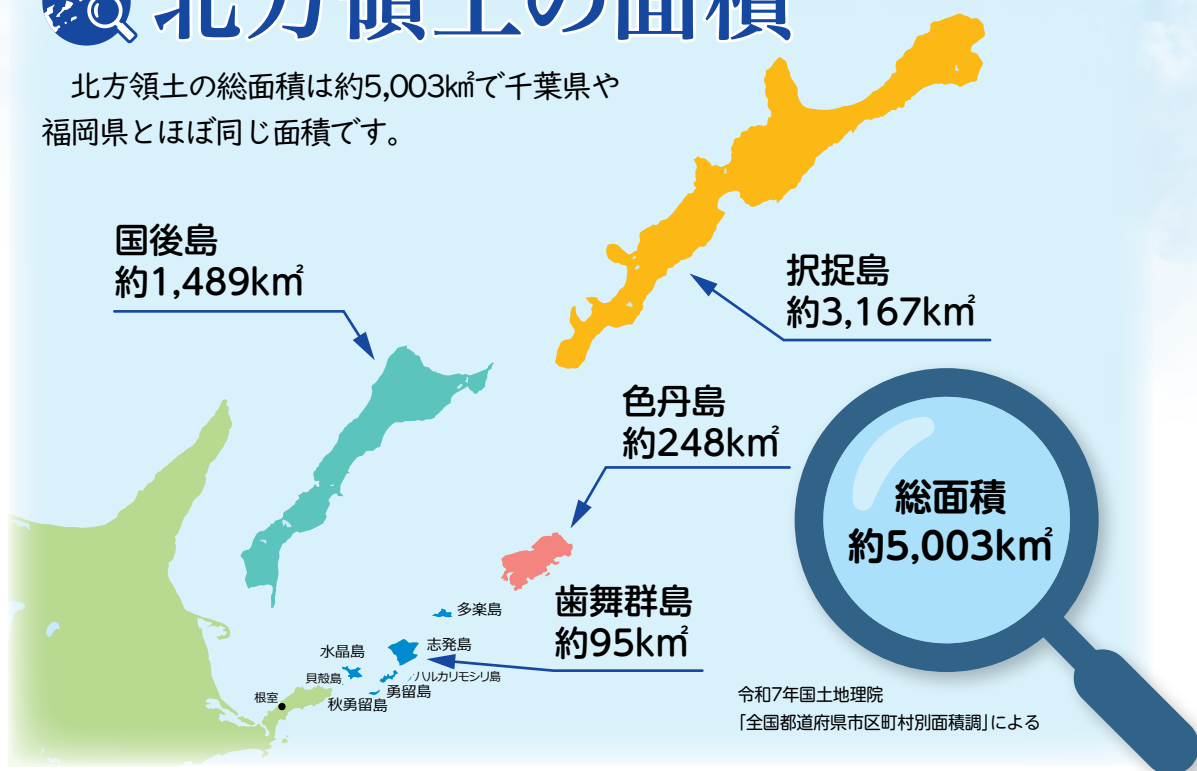 北方領土の面積
北方領土の総面積は約5,003㎢で千葉県や
福岡県とほぼ同じ面積です。
国後島
約1,489k㎡
択捉島
約3,167k㎡
色丹島
約248k㎡
総面積
約5,003k㎡
歯舞群島
約95k㎡
多楽島
志発島
水晶島
貝殻島
ハルカリモシリ島
勇留島
秋勇留島
根室
令和7年国土地理院
「全国都道府県市区町村別面積調」による